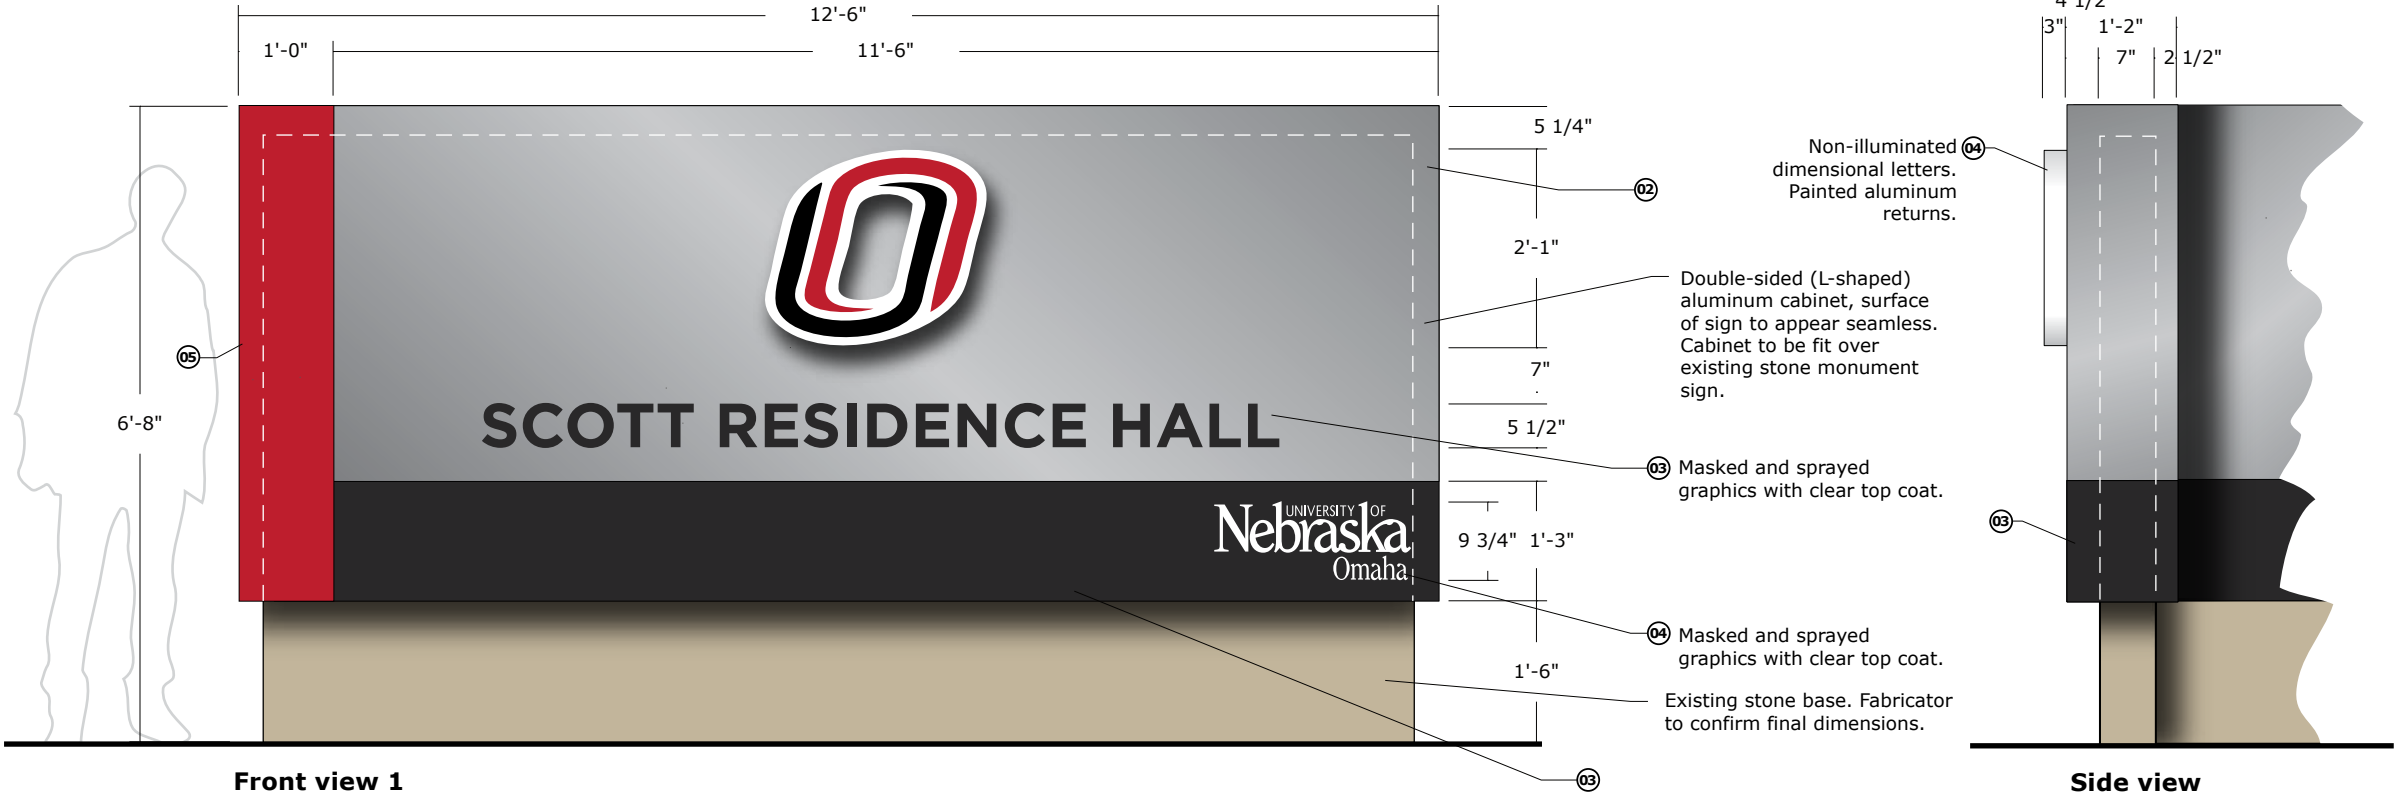 12'-6"
4 1/2"
1'-0"
11'-6"
3"
1'-2"
7"
2 1/2"
5 1/4"
Non-illuminated
dimensional letters.
Painted aluminum
returns.
04
02
2'-1"
Double-sided (L-shaped)
aluminum cabinet, surface
of sign to appear seamless.
Cabinet to be fit over
existing stone monument
sign.
05
7"
6'-8"
SCOTT RESIDENCE HALL
5 1/2"
03 Masked and sprayed
graphics with clear top coat.
UNIVERSITY OF
Nebraska
Omaha
9 3/4"
1'-3"
03
04 Masked and sprayed
graphics with clear top coat.
1'-6"
Existing stone base. Fabricator
to confirm final dimensions.
03
Front view 1
Side view